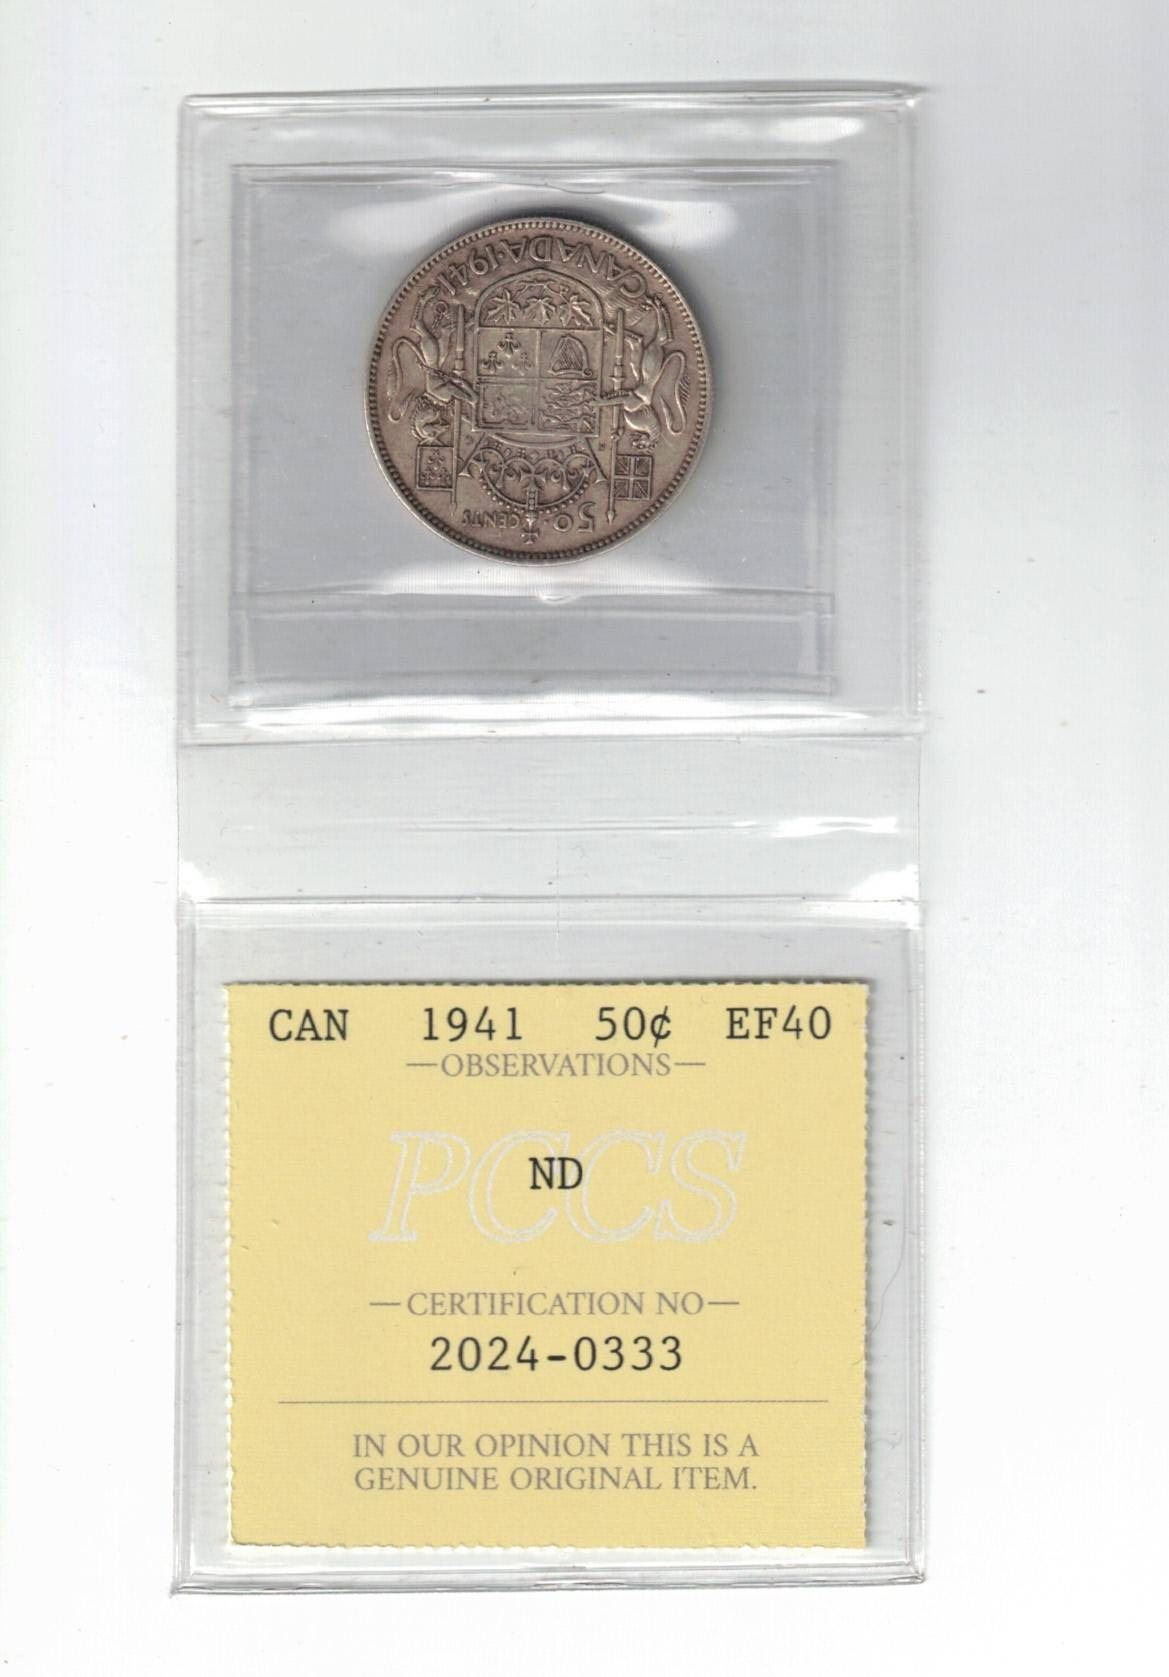 CANADA · 1941
50 · CENTS
CAN 1941 50¢ EF40
—OBSERVATIONS—
PCCS
ND
—CERTIFICATION NO—
2024-0333
IN OUR OPINION THIS IS A
GENUINE ORIGINAL ITEM.